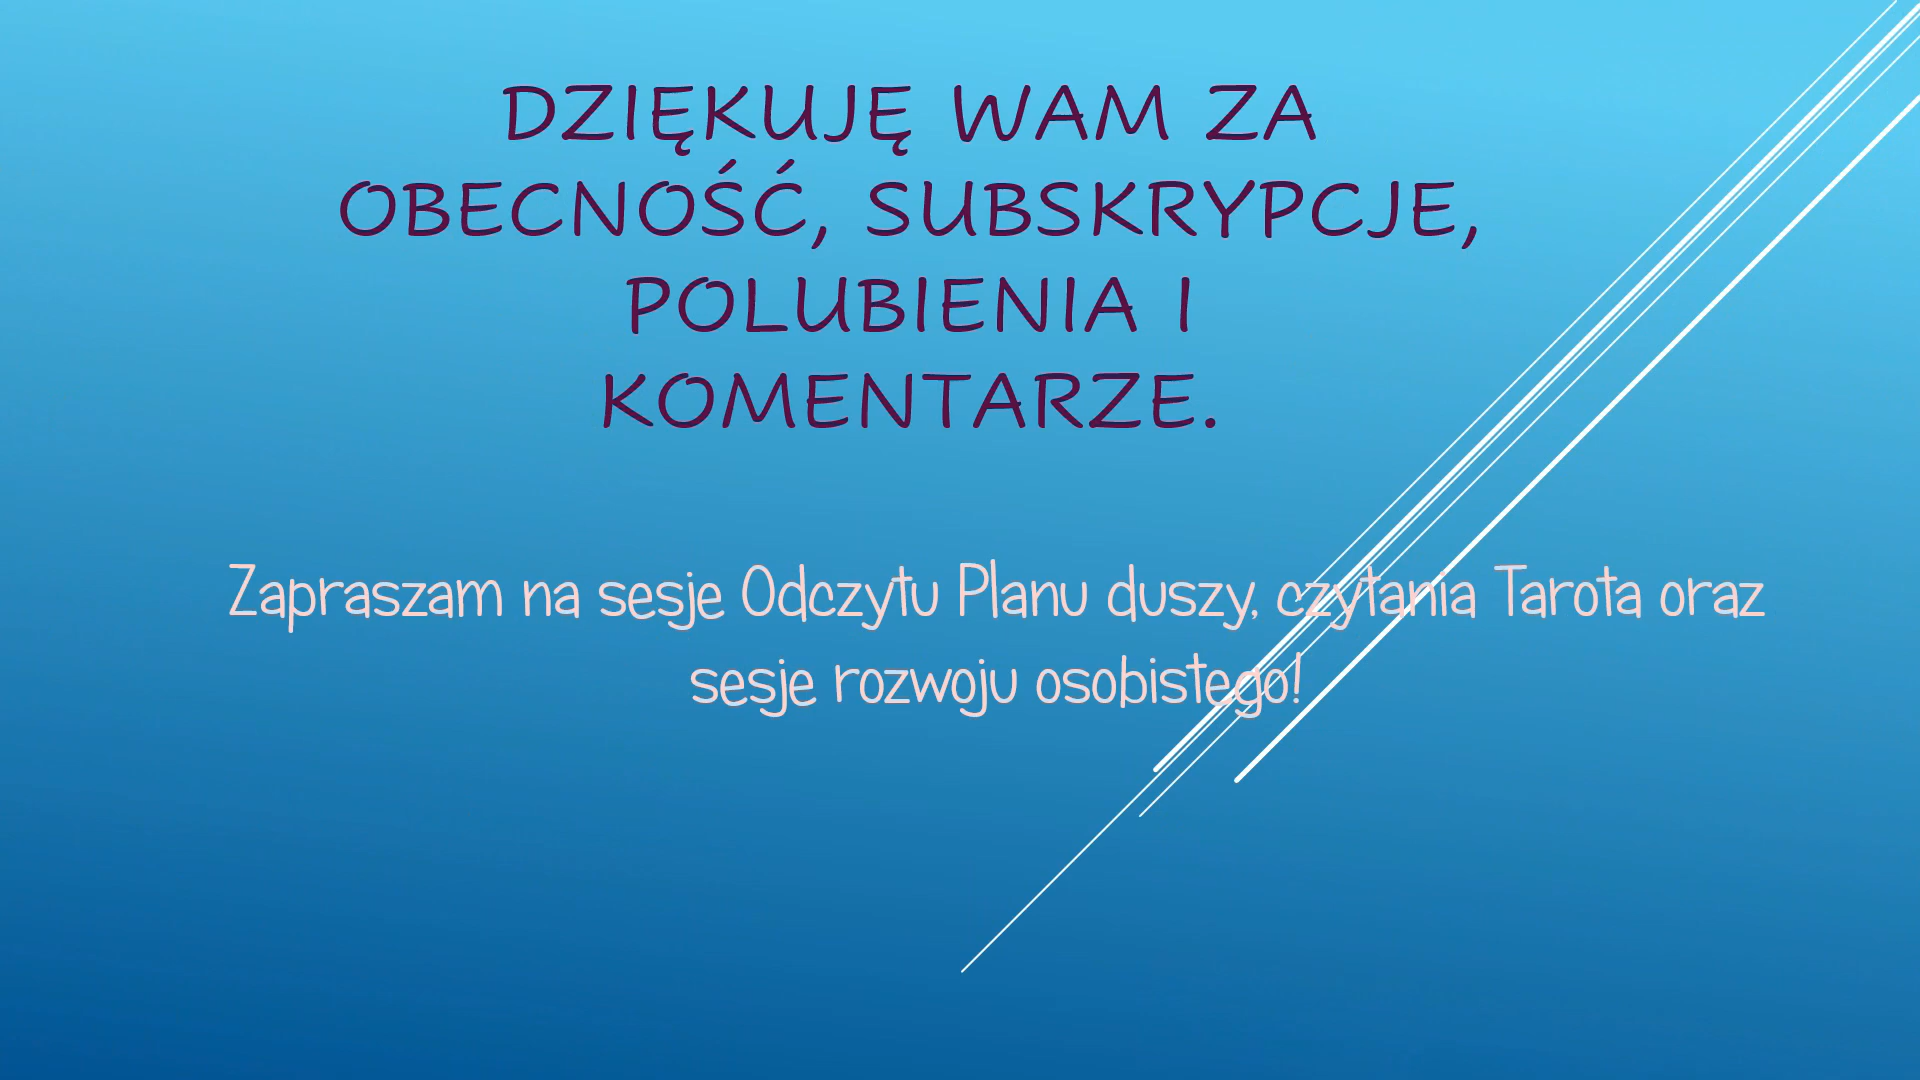 DZIĘKUJĘ WAM ZA
OBECNOŚĆ, SUBSKRYPCJE,
POLUBIENIA I
KOMENTARZE.
Zapraszam na sesje Odczytu Planu duszy, czytania Tarota oraz
sesje rozwoju osobistego!